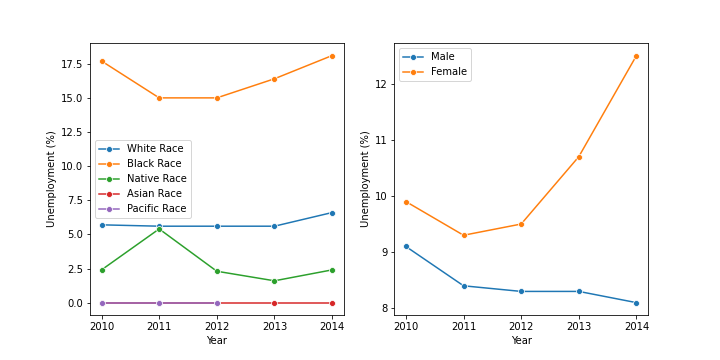 17.5
15.0
12.5
10.0
7.5
5.0
2.5
0.0
Unemployment (%)
White Race
Black Race
Native Race
Asian Race
Pacific Race
2010 2011 2012 2013 2014
Year
Male
Female
12
11
10
9
8
Unemployment (%)
2010 2011 2012 2013 2014
Year